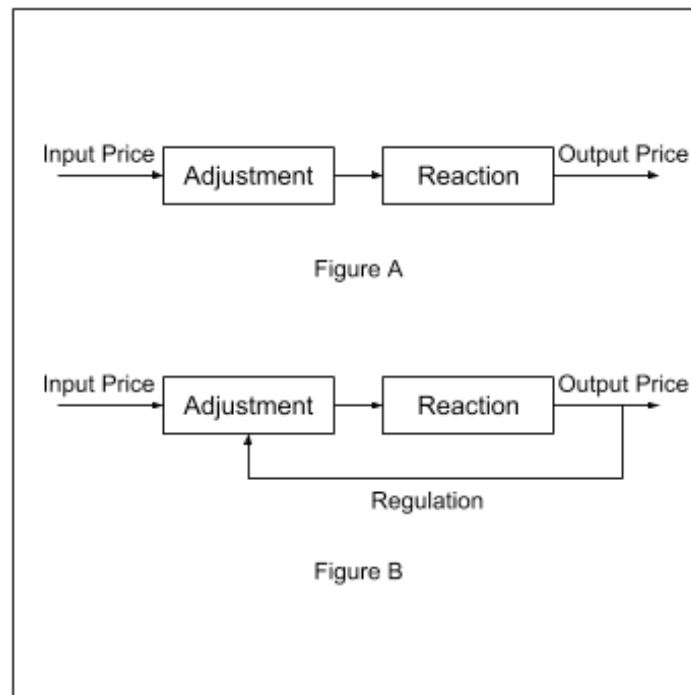 Input Price
Adjustment
Reaction
Output Price
Figure A
Input Price
Adjustment
Reaction
Output Price
Regulation
Figure B